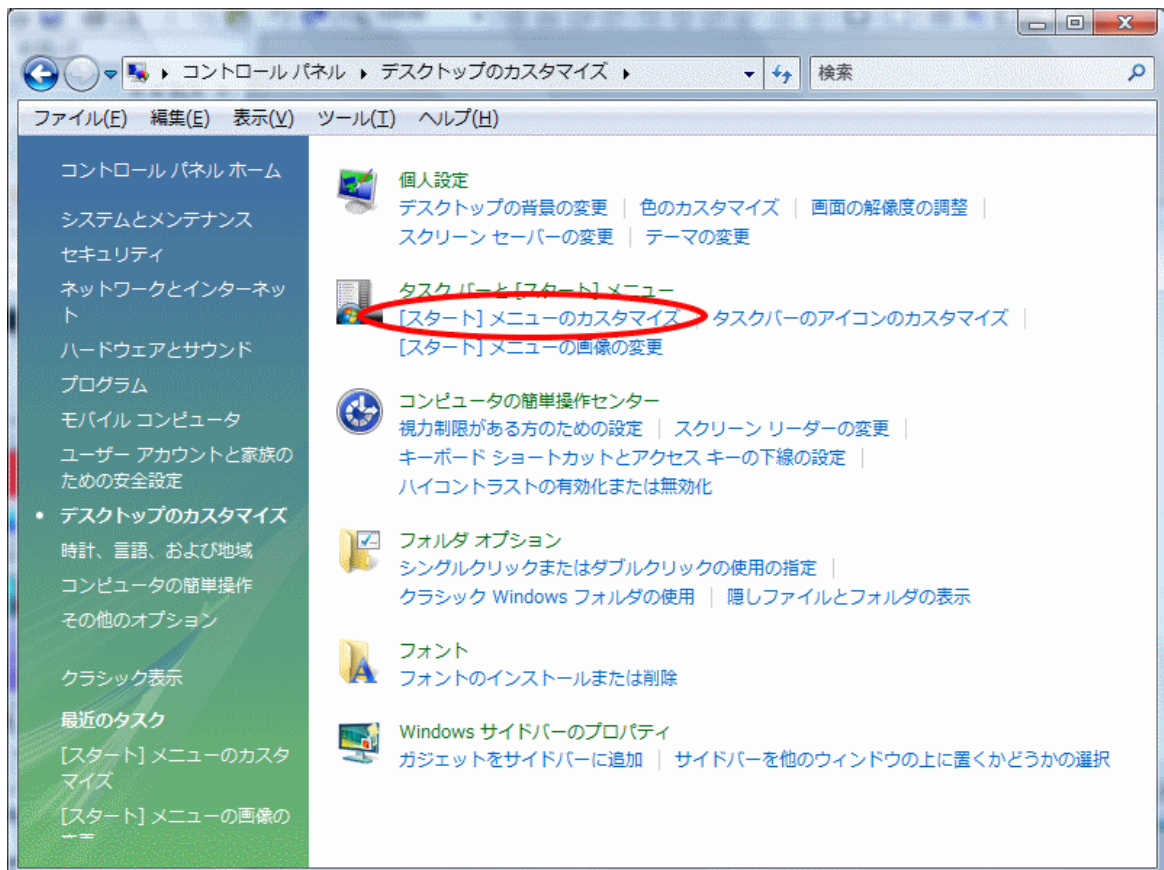 コントロール パネル ▸ デスクトップのカスタマイズ ▸
検索
ファイル(F) 編集(E) 表示(V) ツール(T) ヘルプ(H)
コントロール パネル ホーム
システムとメンテナンス
セキュリティ
ネットワークとインターネッ
ト
ハードウェアとサウンド
プログラム
モバイル コンピュータ
ユーザー アカウントと家族の
ための安全設定
• デスクトップのカスタマイズ
時計、言語、および地域
コンピュータの簡単操作
その他のオプション
クラシック表示
最近のタスク
[スタート] メニューのカスタ
マイズ
[スタート] メニューの画像の
個人設定
デスクトップの背景の変更 | 色のカスタマイズ | 画面の解像度の調整 |
スクリーン セーバーの変更 | テーマの変更
タスク バーと [スタート] メニュー
[スタート] メニューのカスタマイズ | タスクバーのアイコンのカスタマイズ |
[スタート] メニューの画像の変更
コンピュータの簡単操作センター
視力制限がある方のための設定 | スクリーン リーダーの変更 |
キーボード ショートカットとアクセス キーの下線の設定 |
ハイコントラストの有効化または無効化
フォルダ オプション
シングルクリックまたはダブルクリックの使用の指定 |
クラシック Windows フォルダの使用 | 隠しファイルとフォルダの表示
フォント
フォントのインストールまたは削除
Windows サイドバーのプロパティ
ガジェットをサイドバーに追加 | サイドバーを他のウィンドウの上に置くかどうかの選択